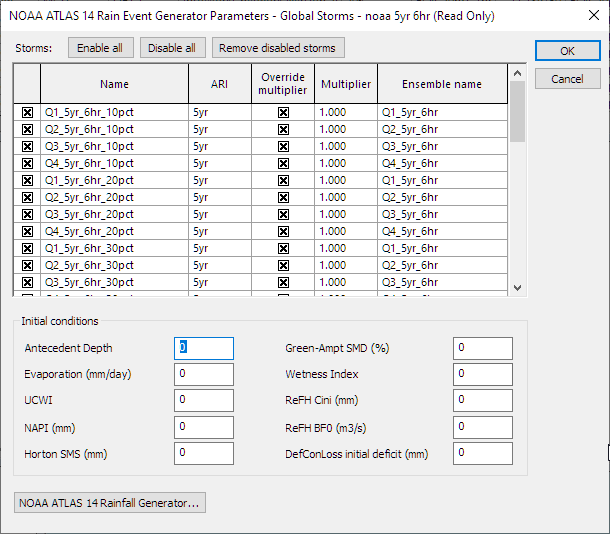 NOAA ATLAS 14 Rain Event Generator Parameters - Global Storms - noaa 5yr 6hr (Read Only)
Storms: Enable all Disable all Remove disabled storms OK
Cancel
Name ARI Override multiplier Multiplier Ensemble name
Q1_5yr_6hr_10pct 5yr 1.000 Q1_5yr_6hr
Q2_5yr_6hr_10pct 5yr 1.000 Q2_5yr_6hr
Q3_5yr_6hr_10pct 5yr 1.000 Q3_5yr_6hr
Q4_5yr_6hr_10pct 5yr 1.000 Q4_5yr_6hr
Q1_5yr_6hr_20pct 5yr 1.000 Q1_5yr_6hr
Q2_5yr_6hr_20pct 5yr 1.000 Q2_5yr_6hr
Q3_5yr_6hr_20pct 5yr 1.000 Q3_5yr_6hr
Q4_5yr_6hr_20pct 5yr 1.000 Q4_5yr_6hr
Q1_5yr_6hr_30pct 5yr 1.000 Q1_5yr_6hr
Q2_5yr_6hr_30pct 5yr 1.000 Q2_5yr_6hr
Q3_5yr_6hr_30pct 5yr 1.000 Q3_5yr_6hr
Initial conditions
Antecedent Depth 0 Green-Ampt SMD (%) 0
Evaporation (mm/day) 0 Wetness Index 0
UCWI 0 ReFH Cini (mm) 0
NAPI (mm) 0 ReFH BF0 (m3/s) 0
Horton SMS (mm) 0 DefConLoss initial deficit (mm) 0
NOAA ATLAS 14 Rainfall Generator...